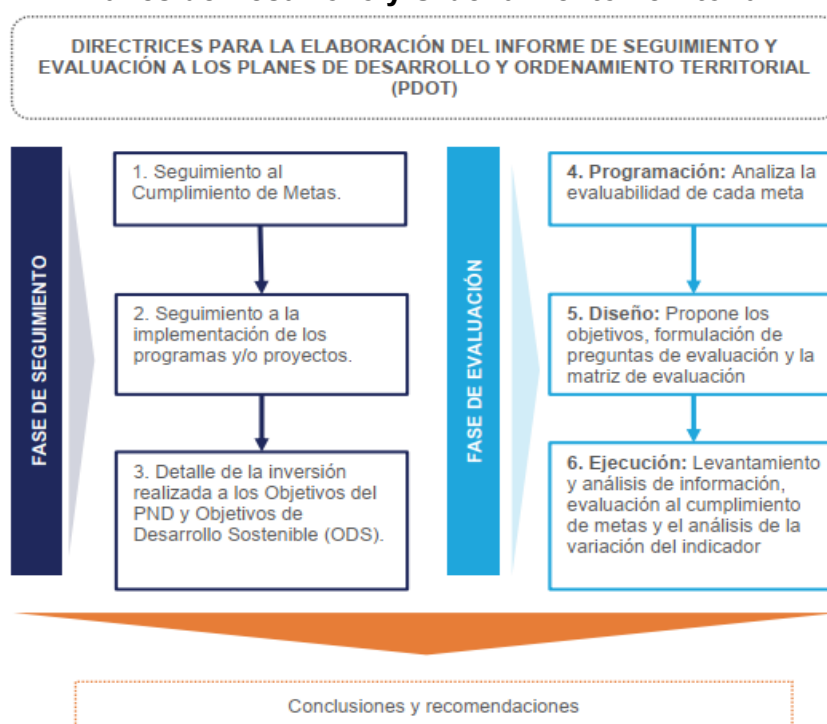 DIRECTRICES PARA LA ELABORACIÓN DEL INFORME DE SEGUIMIENTO Y
EVALUACIÓN A LOS PLANES DE DESARROLLO Y ORDENAMIENTO TERRITORIAL
(PDOT)
FASE DE SEGUIMIENTO
1. Seguimiento al
Cumplimiento de Metas.
2. Seguimiento a la
implementación de los
programas y/o proyectos.
3. Detalle de la inversión
realizada a los Objetivos del
PND y Objetivos de
Desarrollo Sostenible (ODS).
FASE DE EVALUACIÓN
4. Programación: Analiza la
evaluabilidad de cada meta
5. Diseño: Propone los
objetivos, formulación de
preguntas de evaluación y la
matriz de evaluación
6. Ejecución: Levantamiento
y análisis de información,
evaluación al cumplimiento
de metas y el análisis de la
variación del indicador
Conclusiones y recomendaciones